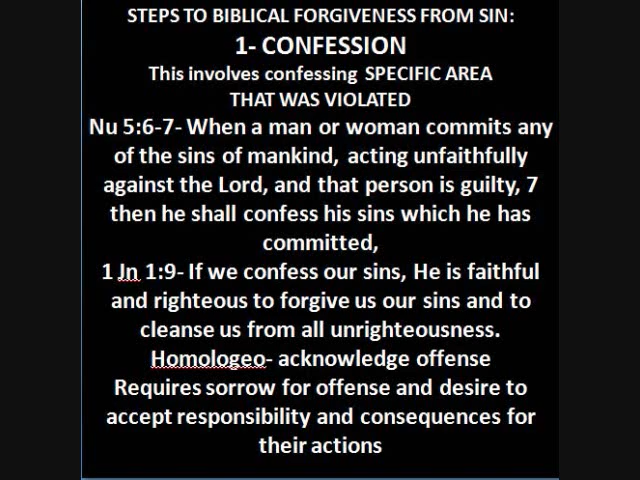 STEPS TO BIBLICAL FORGIVENESS FROM SIN:
1- CONFESSION
This involves confessing SPECIFIC AREA
THAT WAS VIOLATED
Nu 5:6-7- When a man or woman commits any
of the sins of mankind, acting unfaithfully
against the Lord, and that person is guilty, 7
then he shall confess his sins which he has
committed,
1 Jn 1:9- If we confess our sins, He is faithful
and righteous to forgive us our sins and to
cleanse us from all unrighteousness.
Homologeo- acknowledge offense
Requires sorrow for offense and desire to
accept responsibility and consequences for
their actions